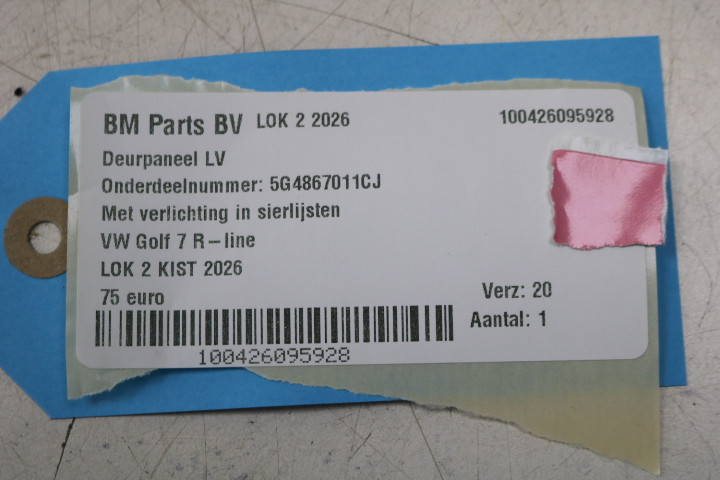 BM Parts BV LOK 2 2026 100426095928
Deurpaneel LV
Onderdeelnummer: 5G4867011CJ
Met verlichting in sierlijsten
VW Golf 7 R-line
LOK 2 KIST 2026
75 euro Verz: 20
Aantal: 1
100426095928